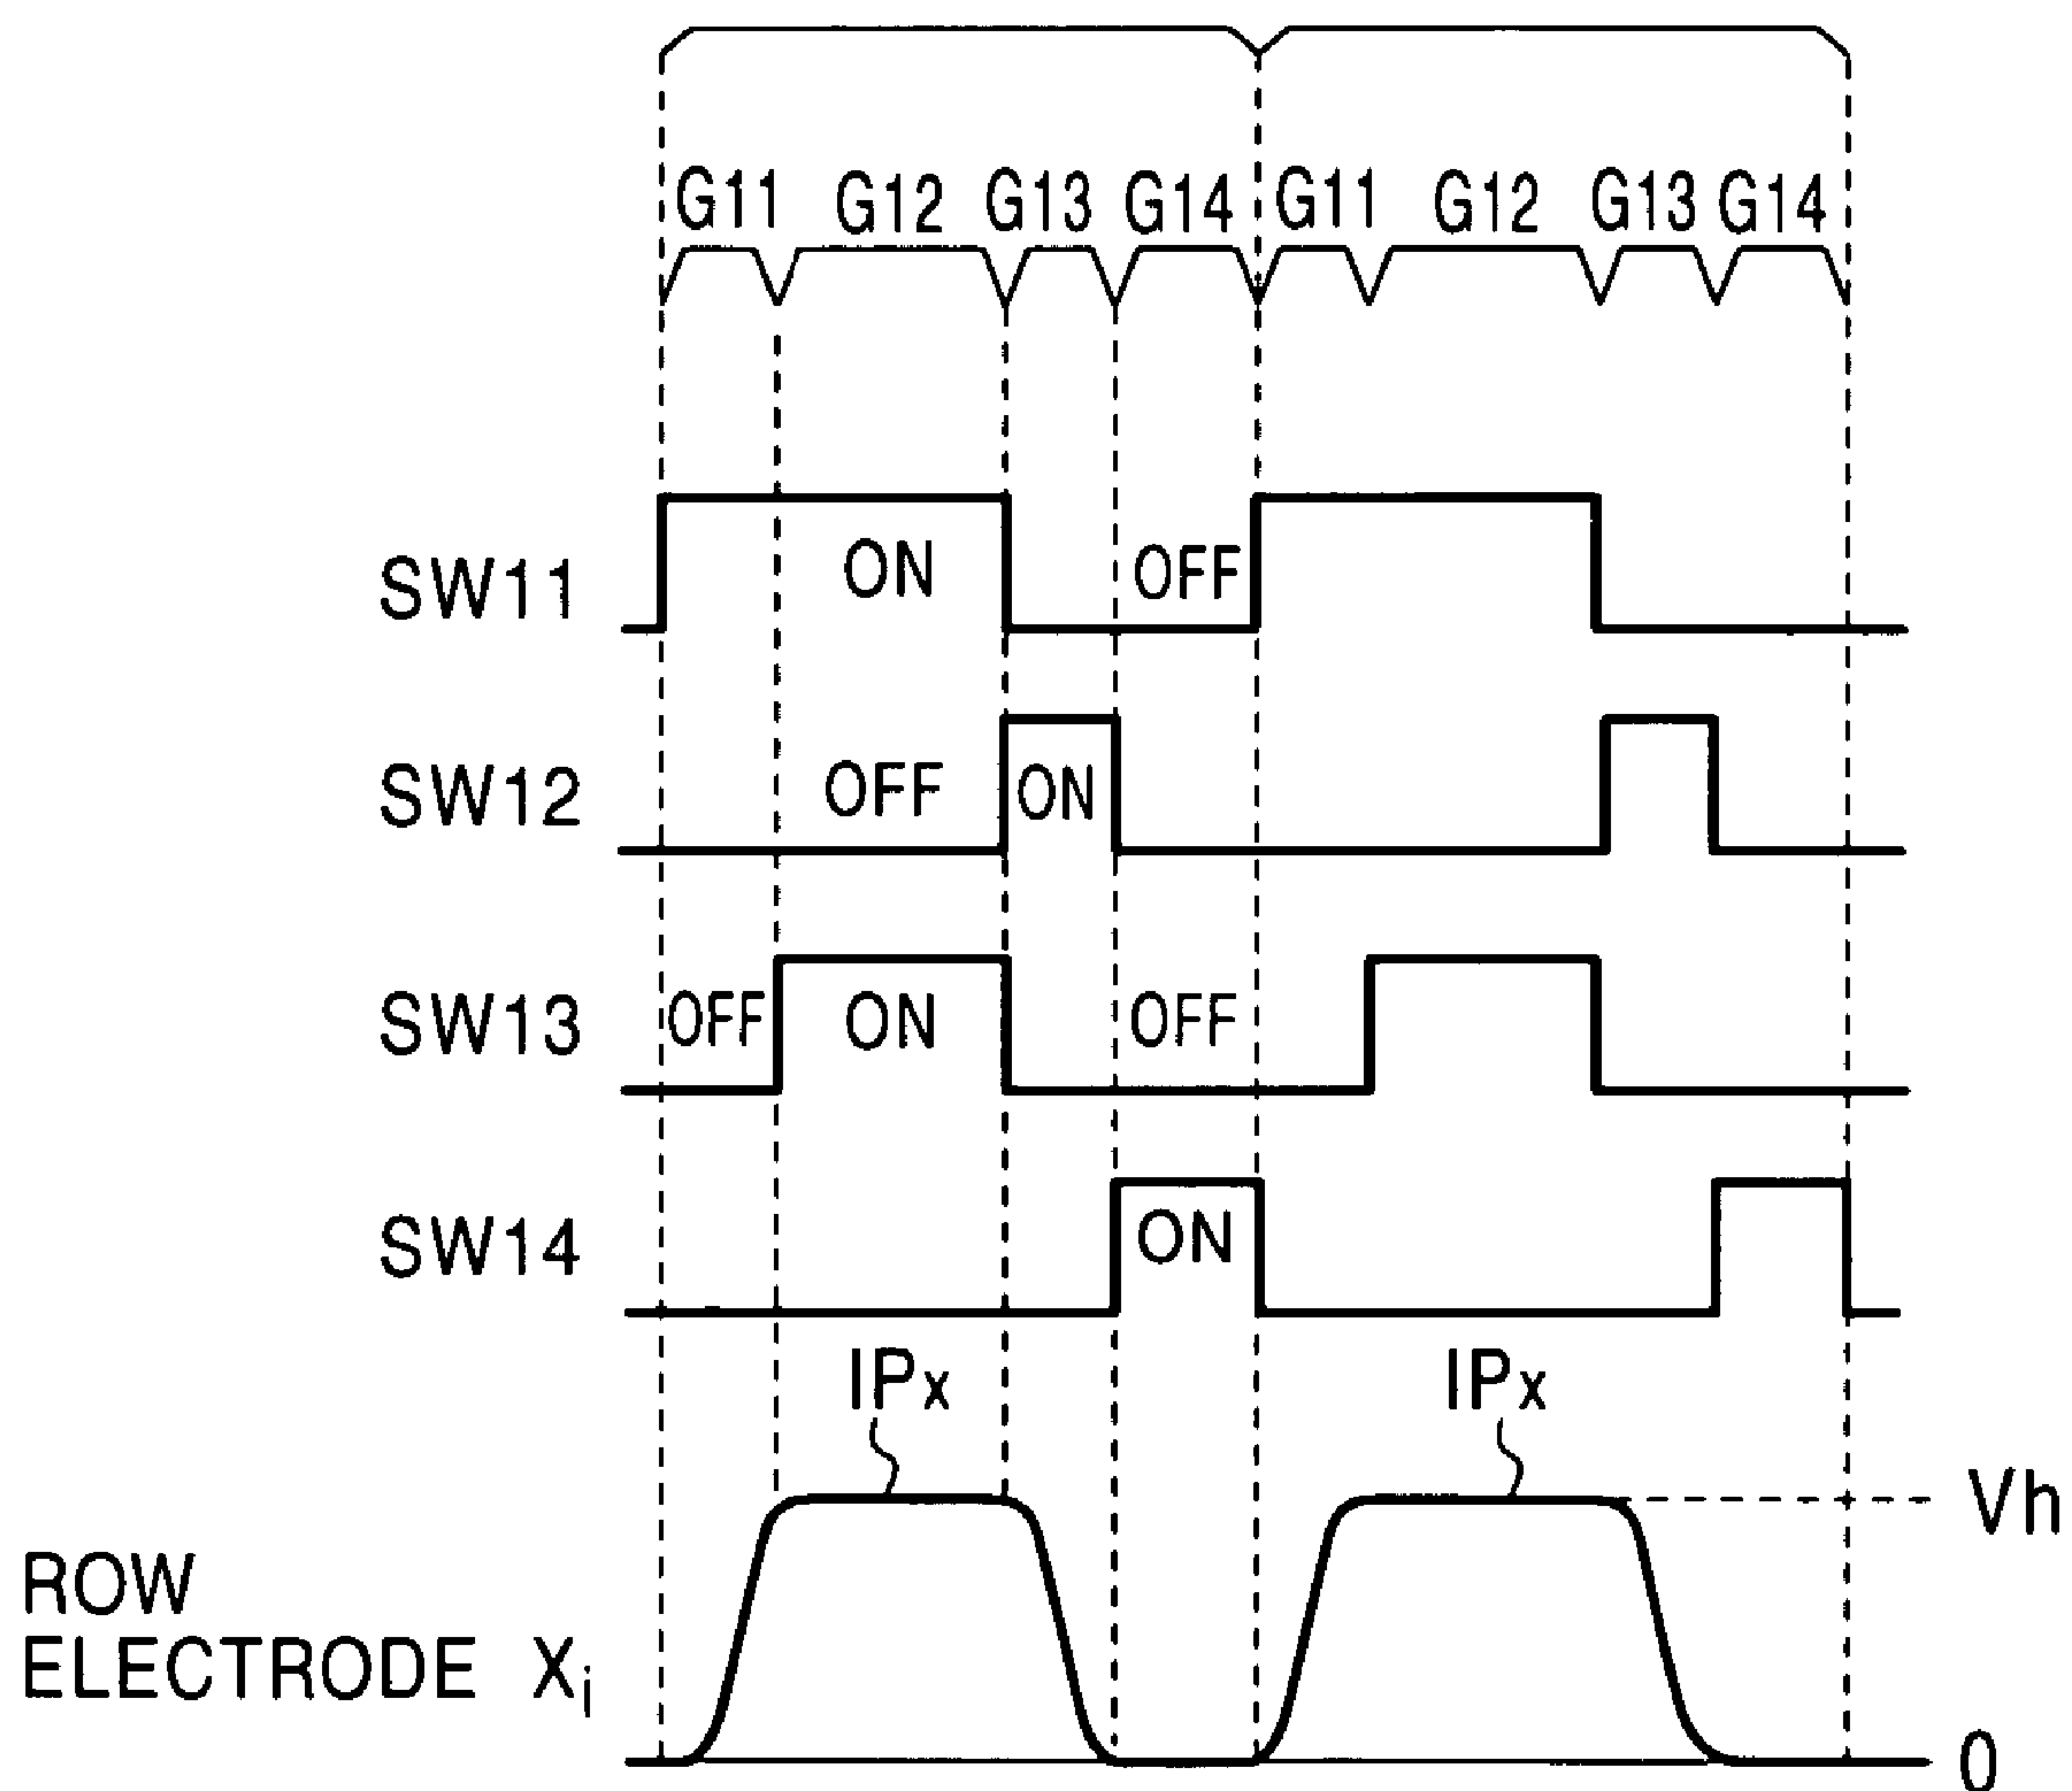 G11 G12 G13 G14 G11 G12 G13 G14
SW11 ON OFF
SW12 OFF ON
SW13 OFF ON OFF
SW14 ON
IPx IPx
Vh
ROW
ELECTRODE Xi
0